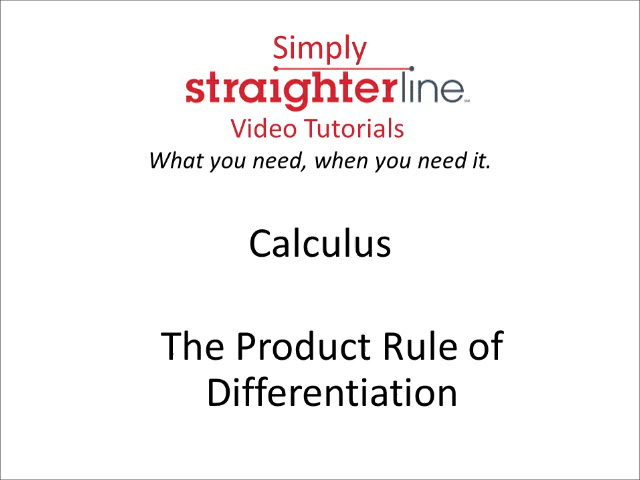 Simply
straighterline
Video Tutorials
What you need, when you need it.
Calculus
The Product Rule of
Differentiation